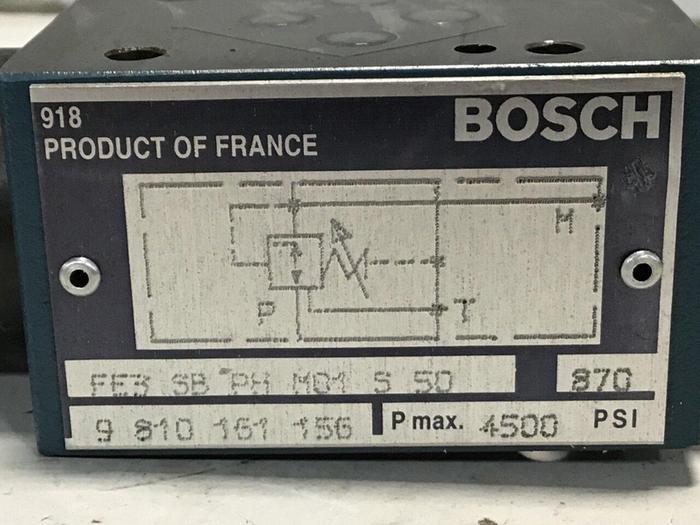 918
BOSCH
PRODUCT OF FRANCE
M
P
T
FE3 SB PH M01 S 50
870
9 810 161 156
P max. 4500 PSI